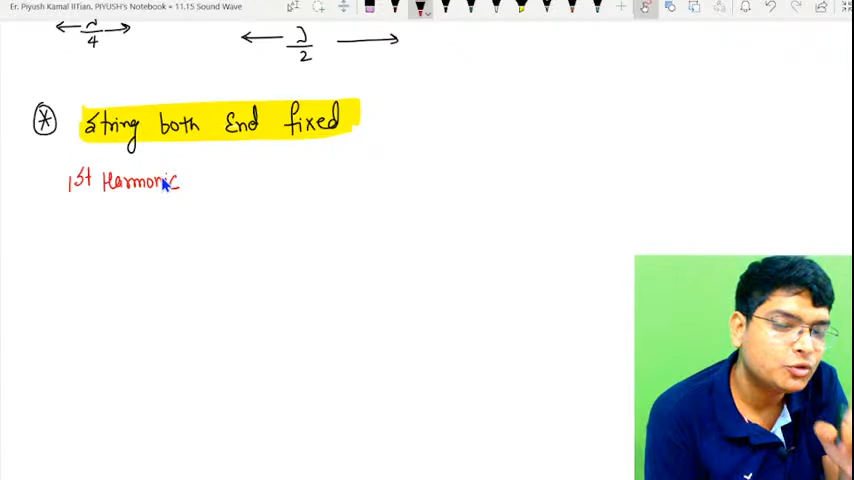 Er. Piyush Kamal IITian. PIYUSH's Notebook = 11.15 Sound Wave
λ/4
λ/2
* String both End fixed
1st Harmonic